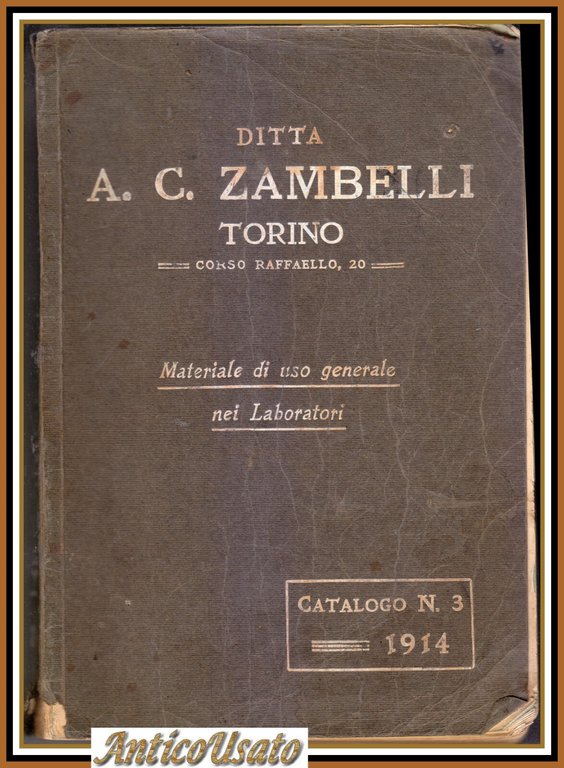 DITTA
A. C. ZAMBELLI
TORINO
CORSO RAFFAELLO, 20
Materiale di uso generale
nei Laboratori
CATALOGO N. 3
1914
AnticoUsato